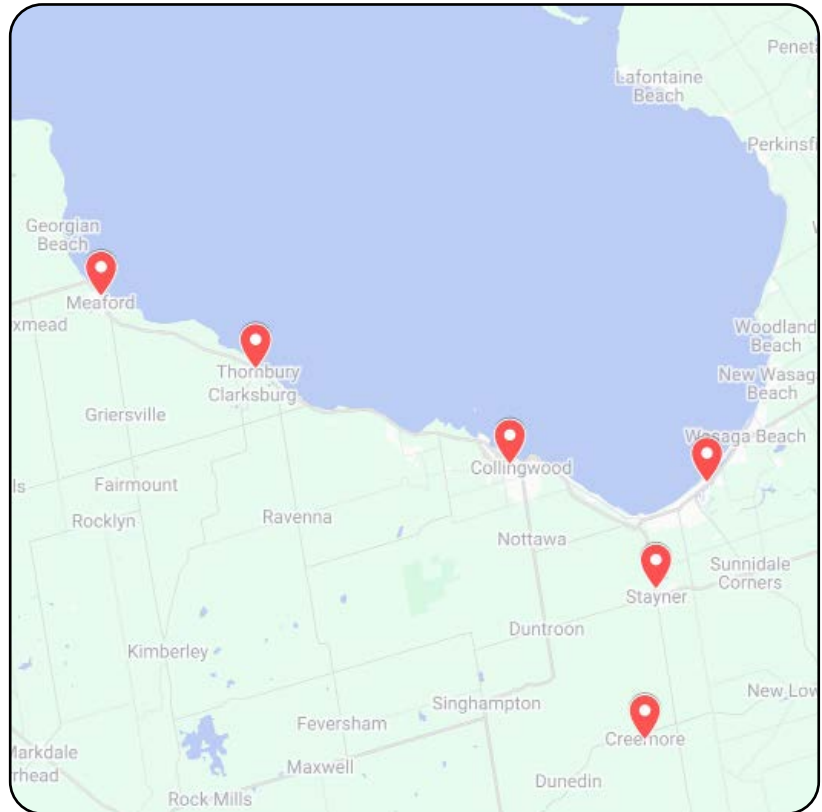 Penet
Lafontaine
Beach
Perkinsfi
Georgian
Beach
Meaford
xmead
Woodland
Beach
Thornbury
Clarksburg
New Wasag
Beach
Griersville
Wasaga Beach
Collingwood
ls
Fairmount
Rocklyn
Ravenna
Nottawa
Sunnidale
Corners
Stayner
Duntroon
Kimberley
New Low
Singhampton
Feversham
Creemore
Markdale
rhead
Maxwell
Dunedin
Rock Mills